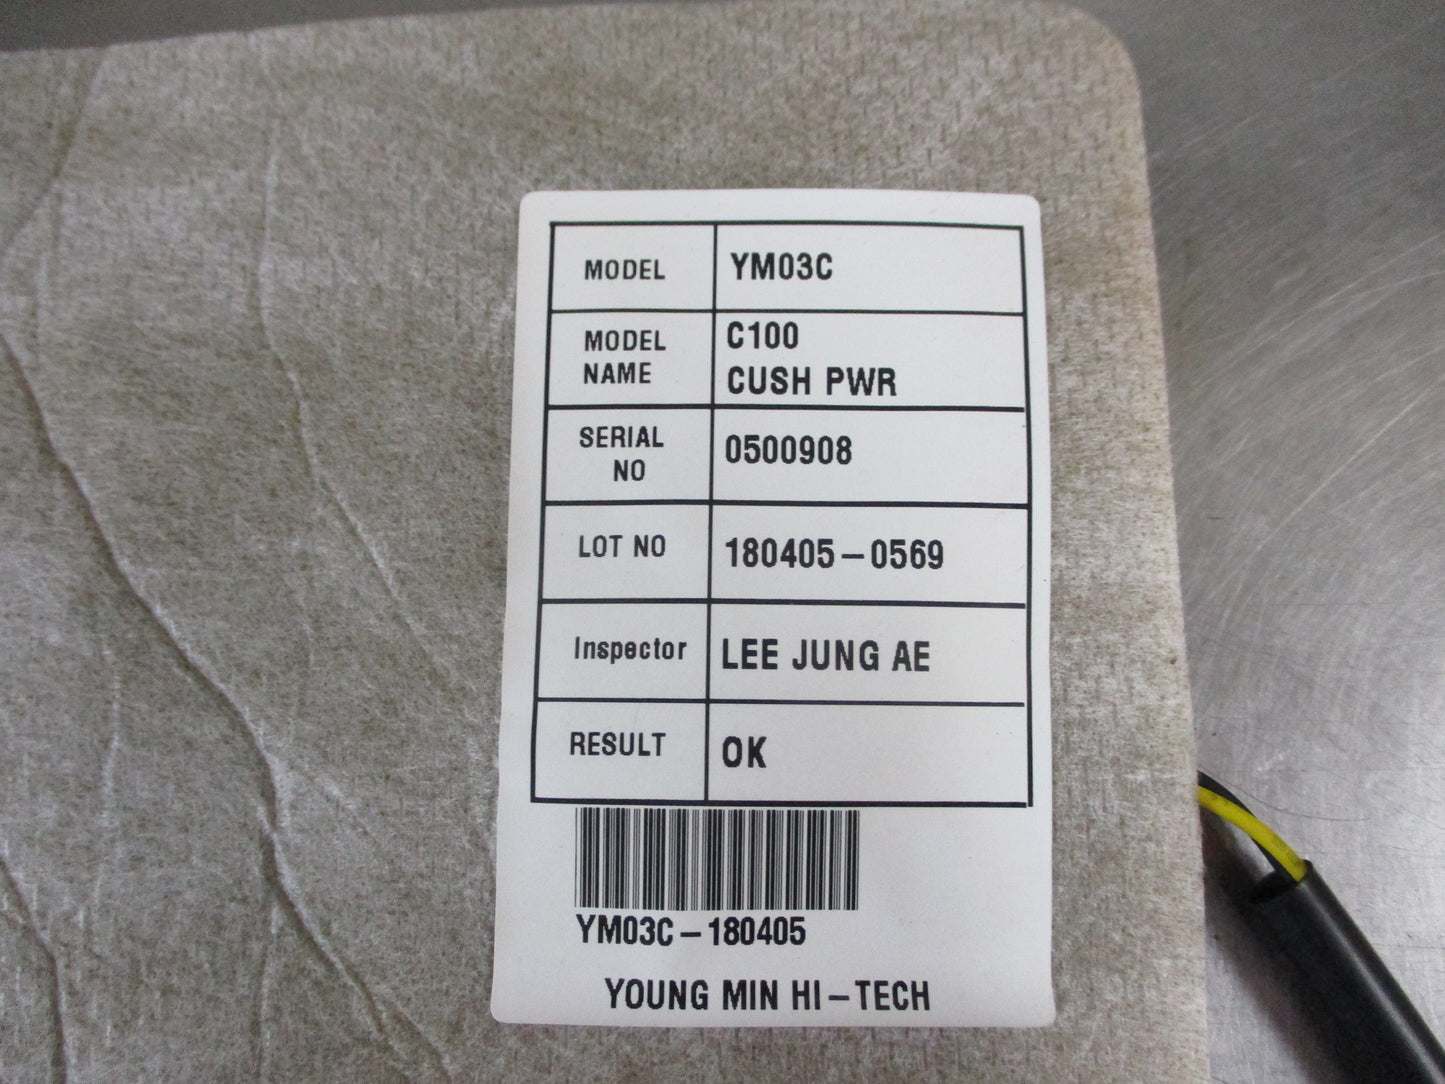 MODEL YM03C
MODEL NAME C100
CUSH PWR
SERIAL NO 0500908
LOT NO 180405-0569
Inspector LEE JUNG AE
RESULT OK
YM03C-180405
YOUNG MIN HI-TECH